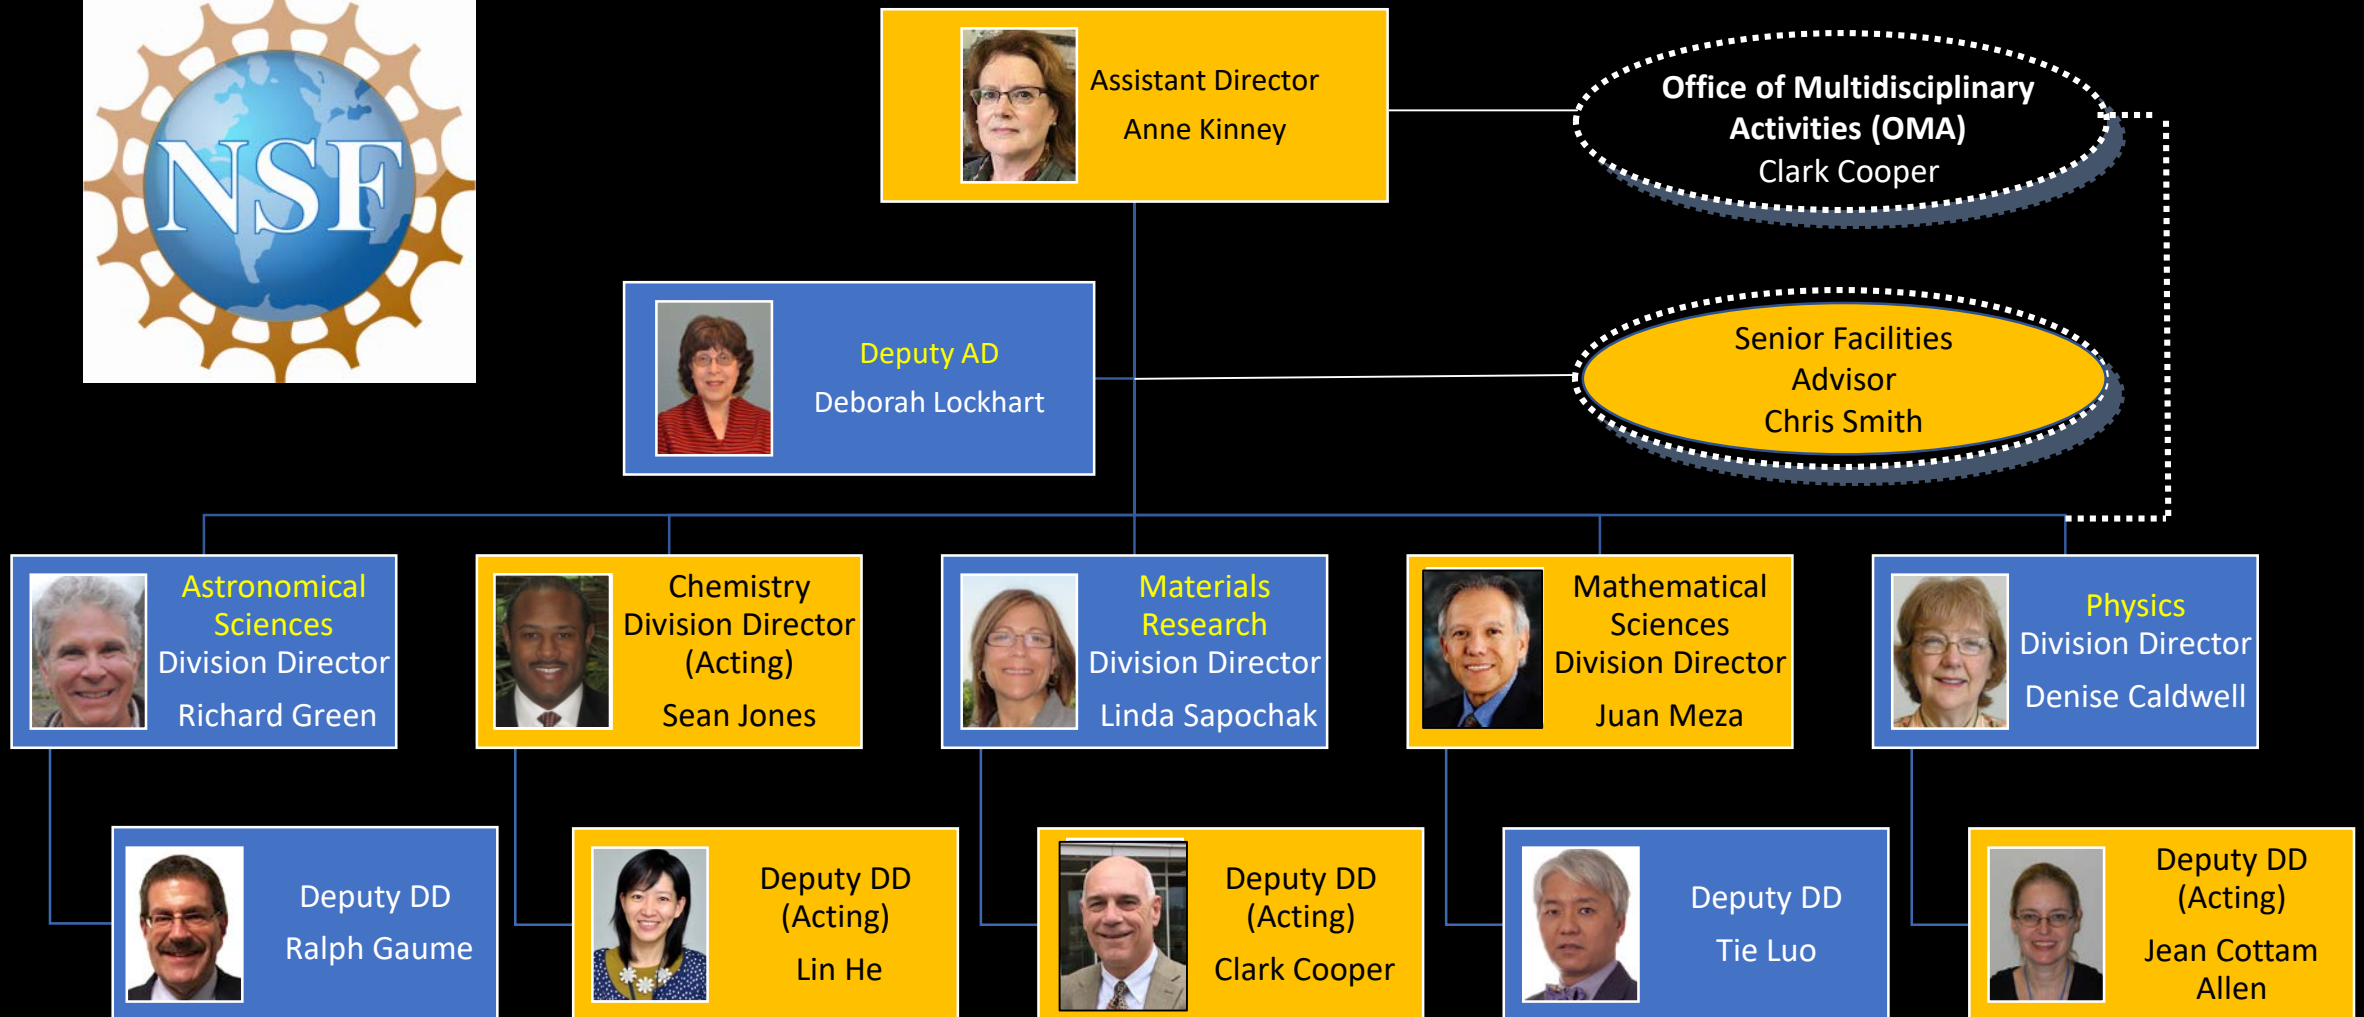 NSF
Assistant Director
Anne Kinney
Office of Multidisciplinary
Activities (OMA)
Clark Cooper
Deputy AD
Deborah Lockhart
Senior Facilities
Advisor
Chris Smith
Astronomical
Sciences
Division Director
Richard Green
Chemistry
Division Director
(Acting)
Sean Jones
Materials
Research
Division Director
Linda Sapochak
Mathematical
Sciences
Division Director
Juan Meza
Physics
Division Director
Denise Caldwell
Deputy DD
Ralph Gaume
Deputy DD
(Acting)
Lin He
Deputy DD
(Acting)
Clark Cooper
Deputy DD
Tie Luo
Deputy DD
(Acting)
Jean Cottam
Allen